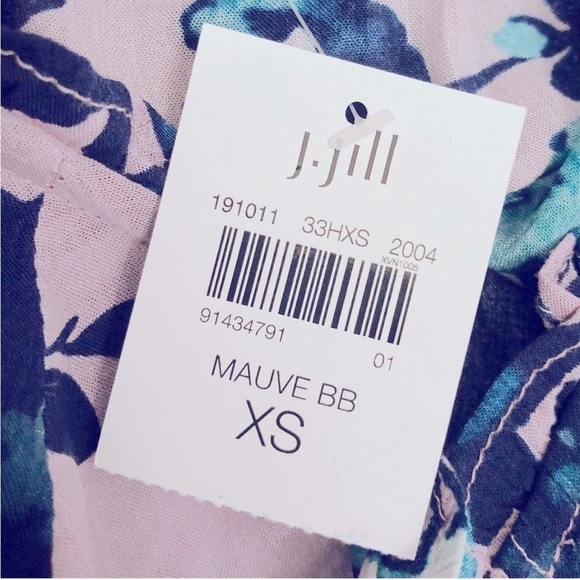 J.Jill
191011 33HXS 2004
XVN1006
91434791 01
MAUVE BB
XS